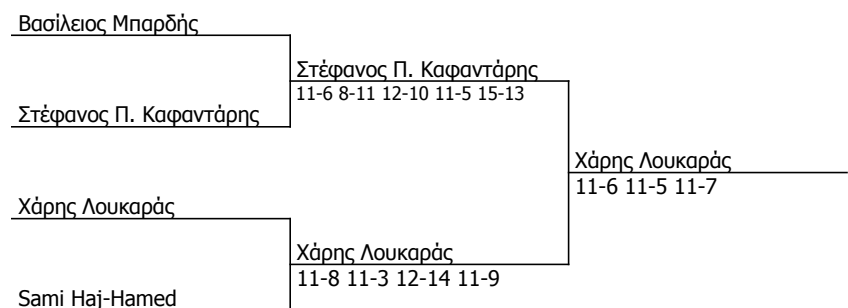 Βασίλειος Μπαρδής
Στέφανος Π. Καφαντάρης
11-6 8-11 12-10 11-5 15-13
Στέφανος Π. Καφαντάρης
Χάρης Λουκαράς
11-6 11-5 11-7
Χάρης Λουκαράς
Χάρης Λουκαράς
11-8 11-3 12-14 11-9
Sami Haj-Hamed